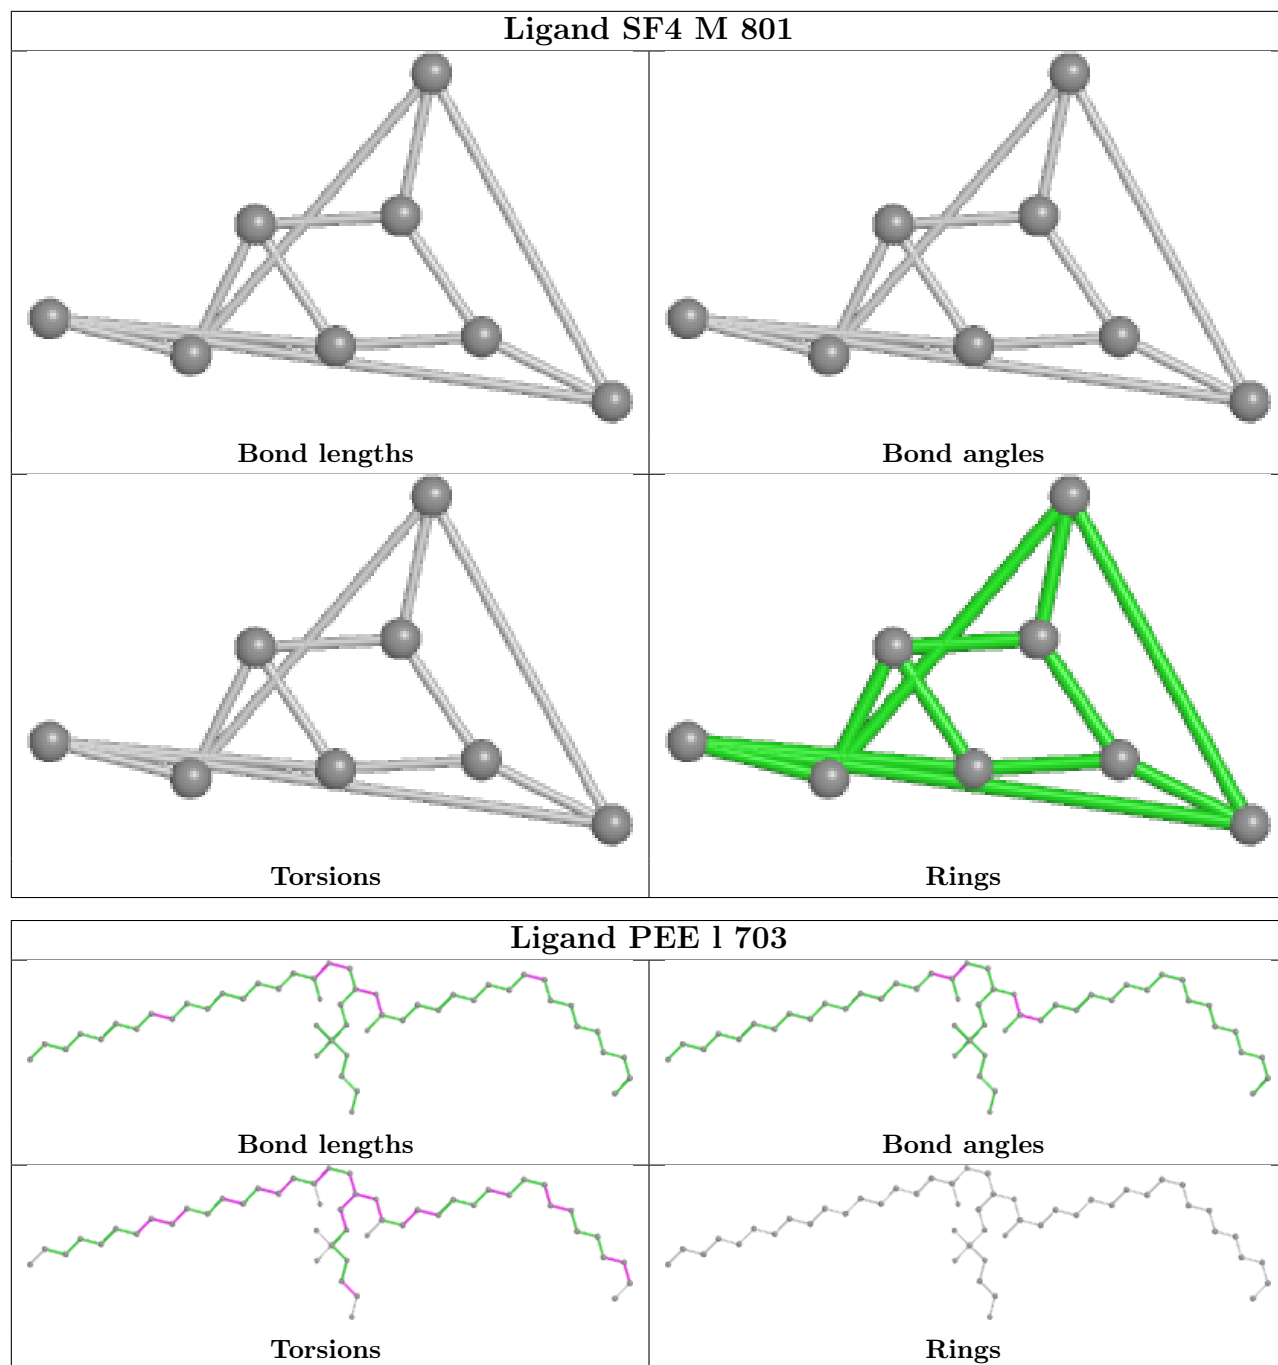 Ligand SF4 M 801
Bond lengths
Bond angles
Torsions
Rings
Ligand PEE l 703
Bond lengths
Bond angles
Torsions
Rings